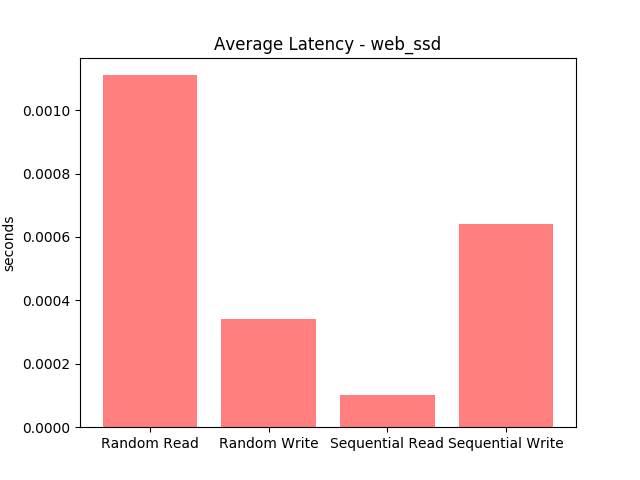 Average Latency - web_ssd
seconds
0.0010
0.0008
0.0006
0.0004
0.0002
0.0000
Random Read Random Write Sequential Read Sequential Write